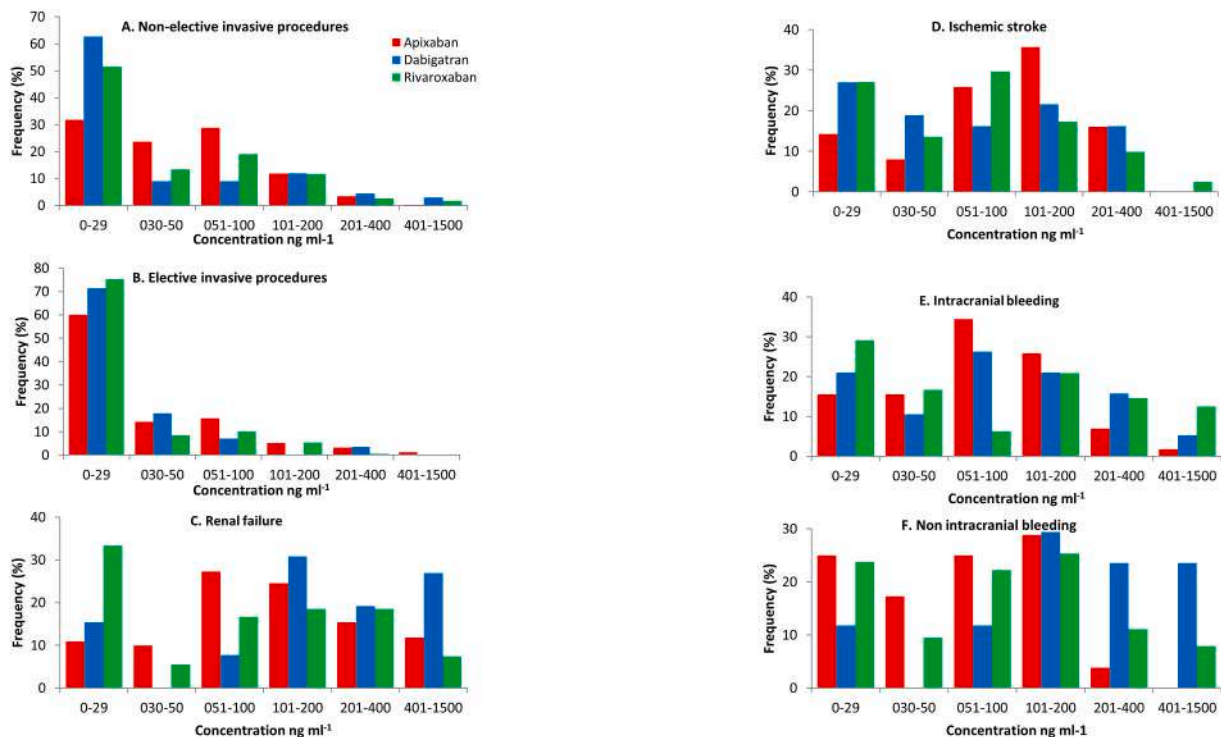 A. Non-elective invasive procedures
Apixaban
Dabigatran
Rivaroxaban
Frequency (%)
70
60
50
40
30
20
10
0
0-29 030-50 051-100 101-200 201-400 401-1500
Concentration ng ml-1
B. Elective invasive procedures
Frequency (%)
80
70
60
50
40
30
20
10
0
0-29 030-50 051-100 101-200 201-400 401-1500
Concentration ng ml⁻¹
C. Renal failure
Frequency (%)
40
30
20
10
0
0-29 030-50 051-100 101-200 201-400 401-1500
Concentration ng ml⁻¹
D. Ischemic stroke
Frequency (%)
40
30
20
10
0
0-29 030-50 051-100 101-200 201-400 401-1500
Concentration ng ml⁻¹
E. Intracranial bleeding
Frequency (%)
40
30
20
10
0
0-29 030-50 051-100 101-200 201-400 401-1500
Concentration ng ml⁻¹
F. Non intracranial bleeding
Frequency (%)
30
20
10
0
0-29 030-50 051-100 101-200 201-400 401-1500
Concentration ng ml-1